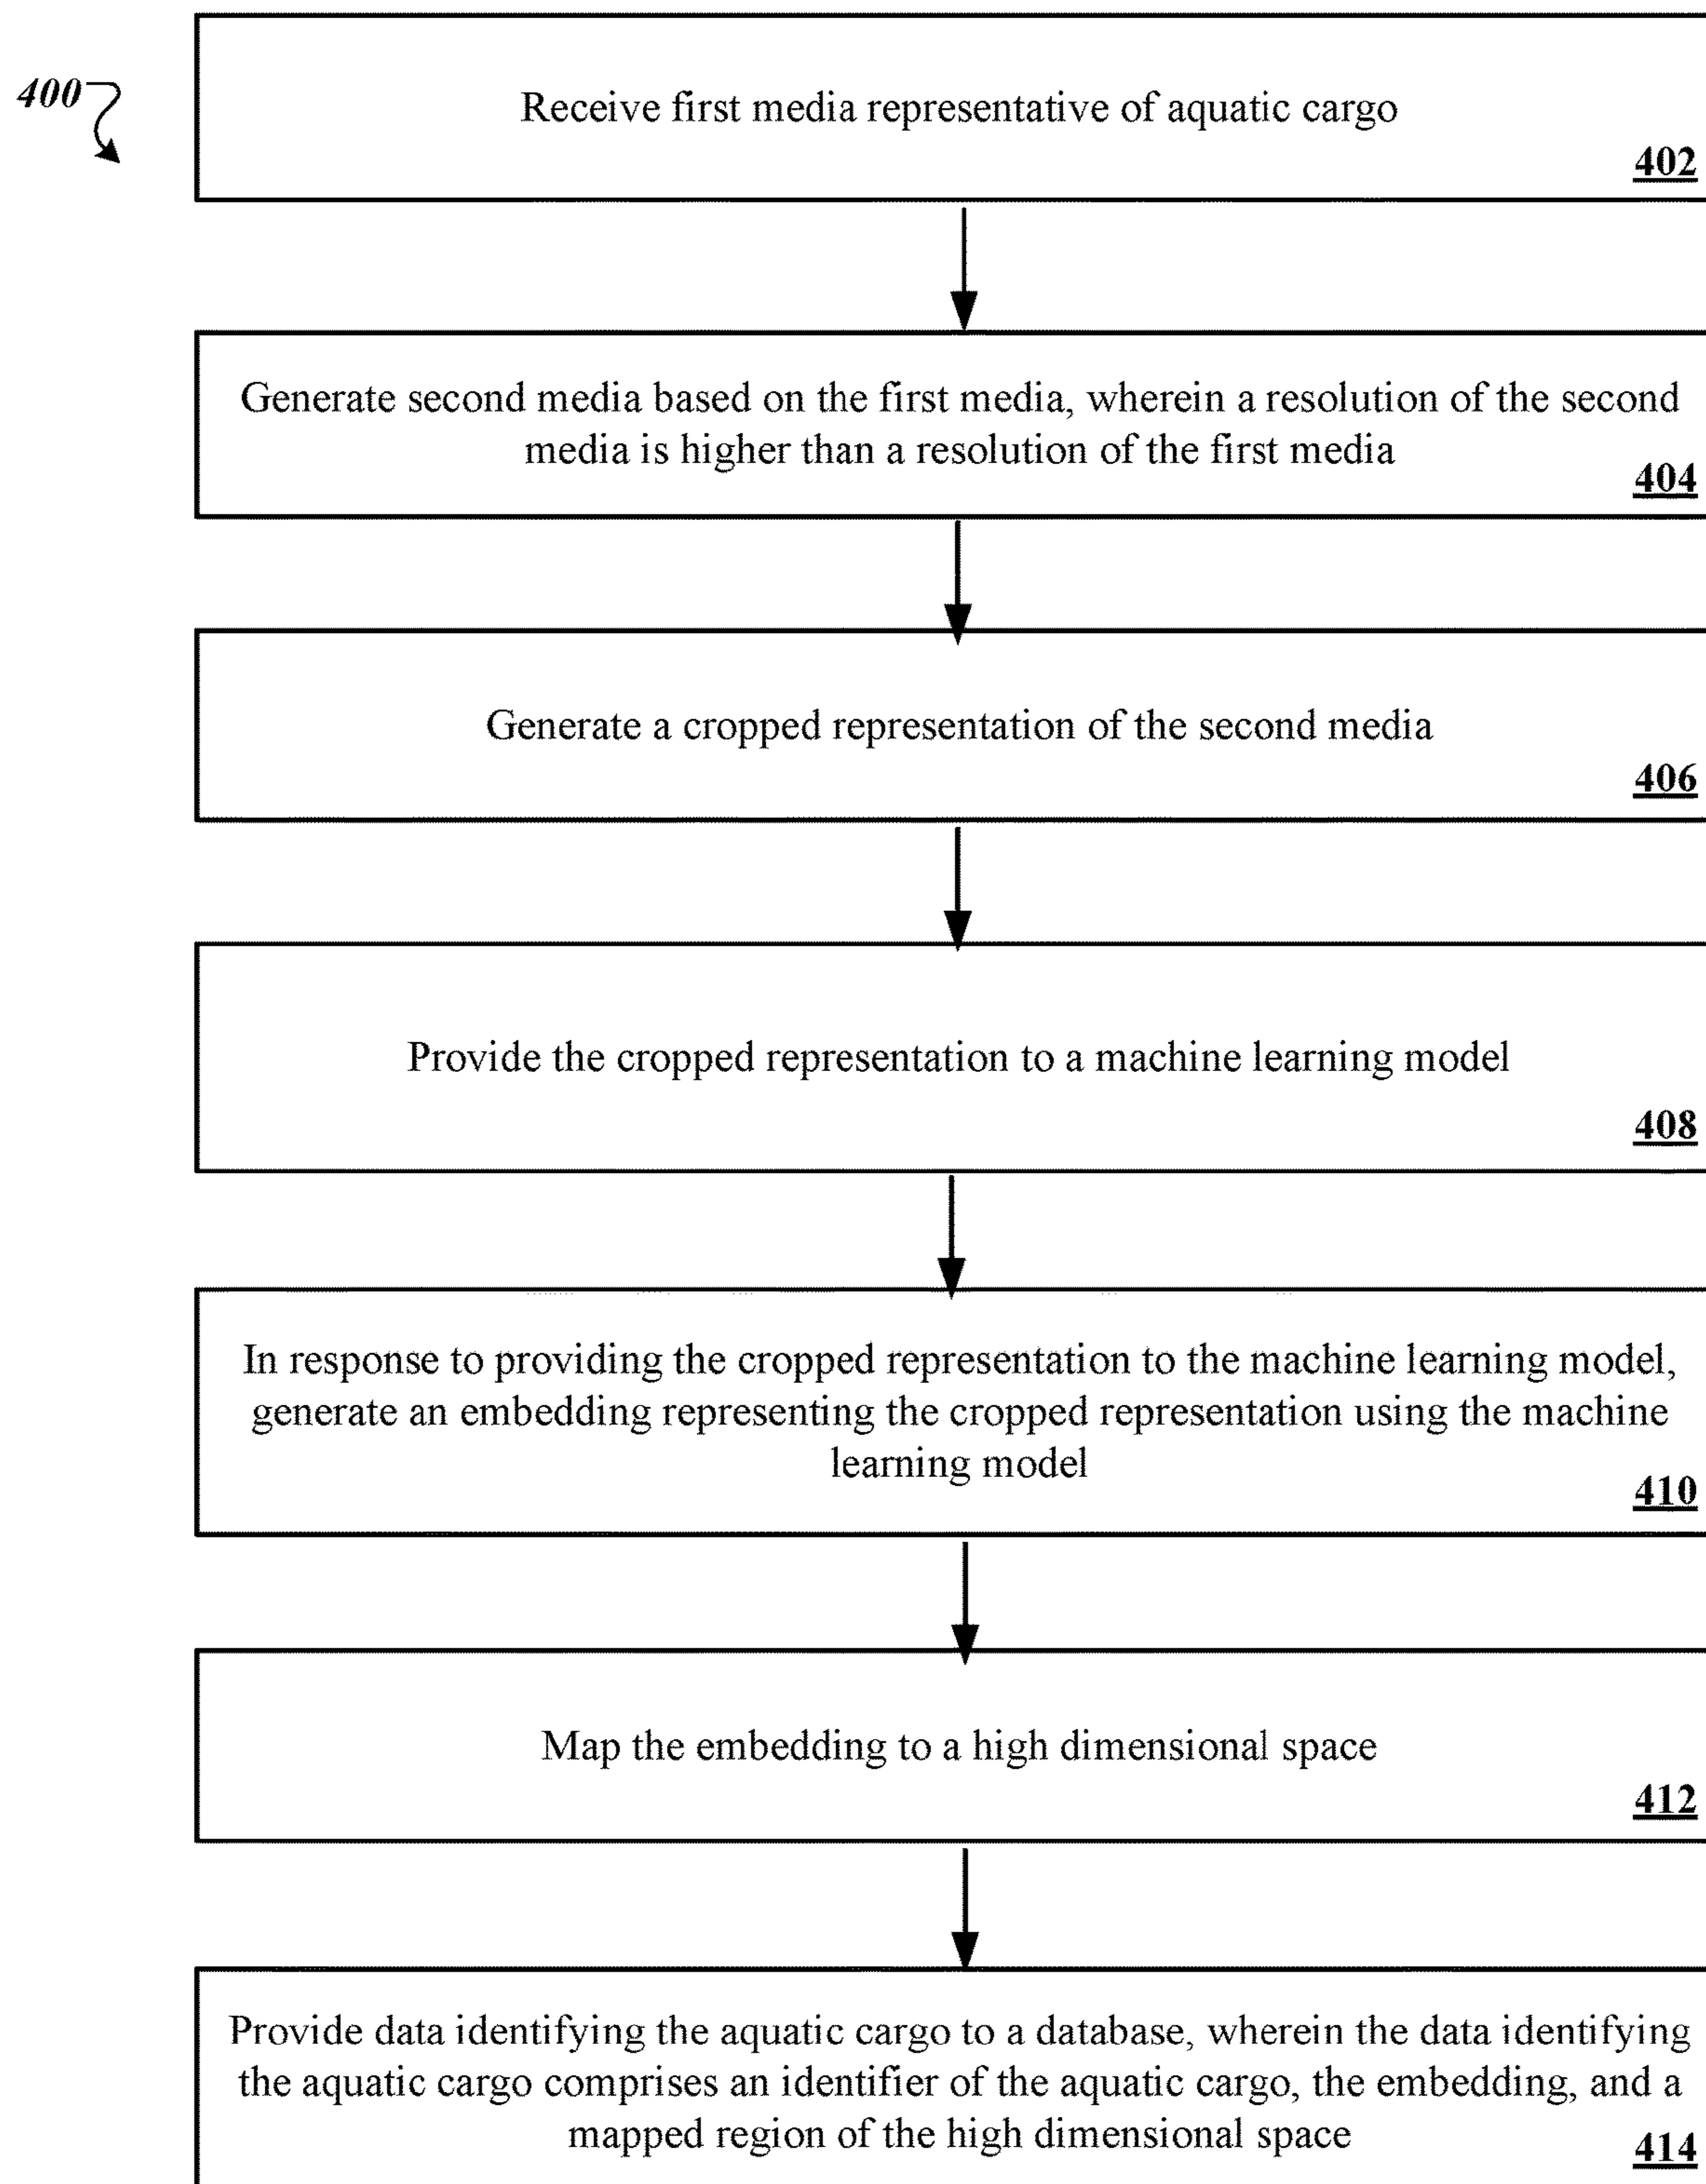 400
Receive first media representative of aquatic cargo
402
Generate second media based on the first media, wherein a resolution of the second
media is higher than a resolution of the first media
404
Generate a cropped representation of the second media
406
Provide the cropped representation to a machine learning model
408
In response to providing the cropped representation to the machine learning model,
generate an embedding representing the cropped representation using the machine
learning model
410
Map the embedding to a high dimensional space
412
Provide data identifying the aquatic cargo to a database, wherein the data identifying
the aquatic cargo comprises an identifier of the aquatic cargo, the embedding, and a
mapped region of the high dimensional space
414